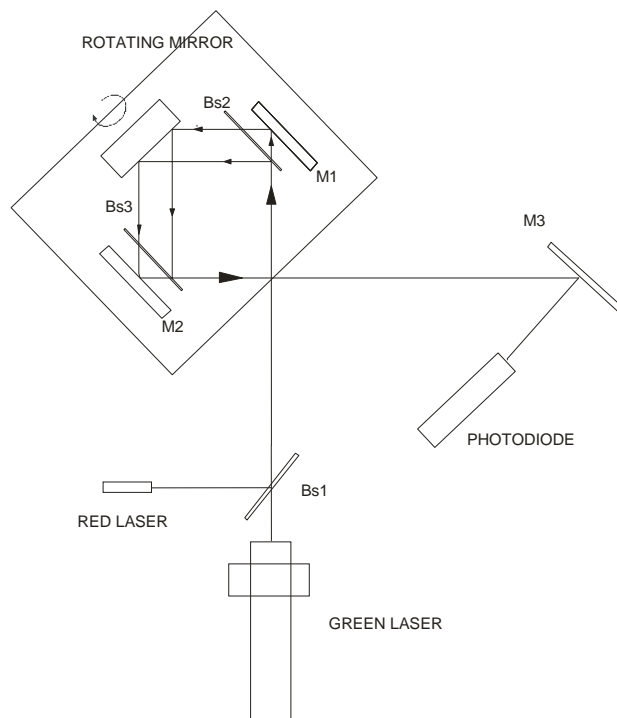 ROTATING MIRROR
Bs2
M1
Bs3
M3
M2
PHOTODIODE
Bs1
RED LASER
GREEN LASER